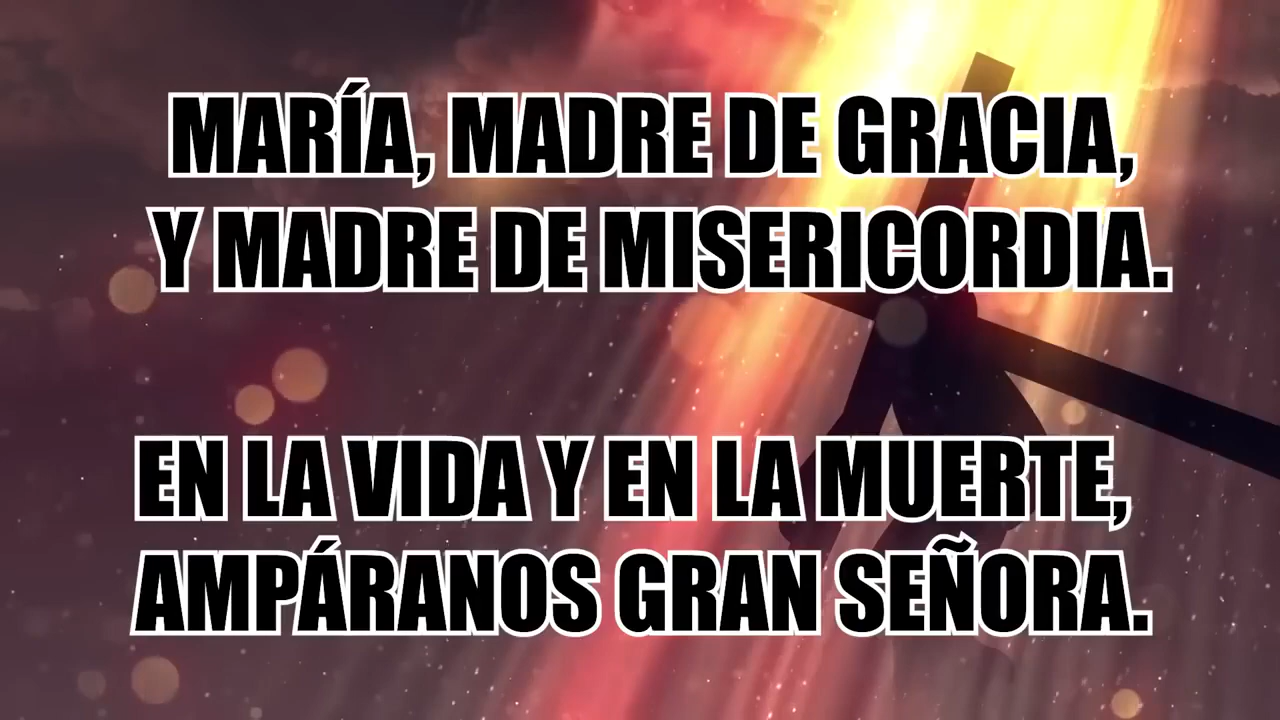 MARÍA, MADRE DE GRACIA,
Y MADRE DE MISERICORDIA.
EN LA VIDA Y EN LA MUERTE,
AMPÁRANOS GRAN SEÑORA.